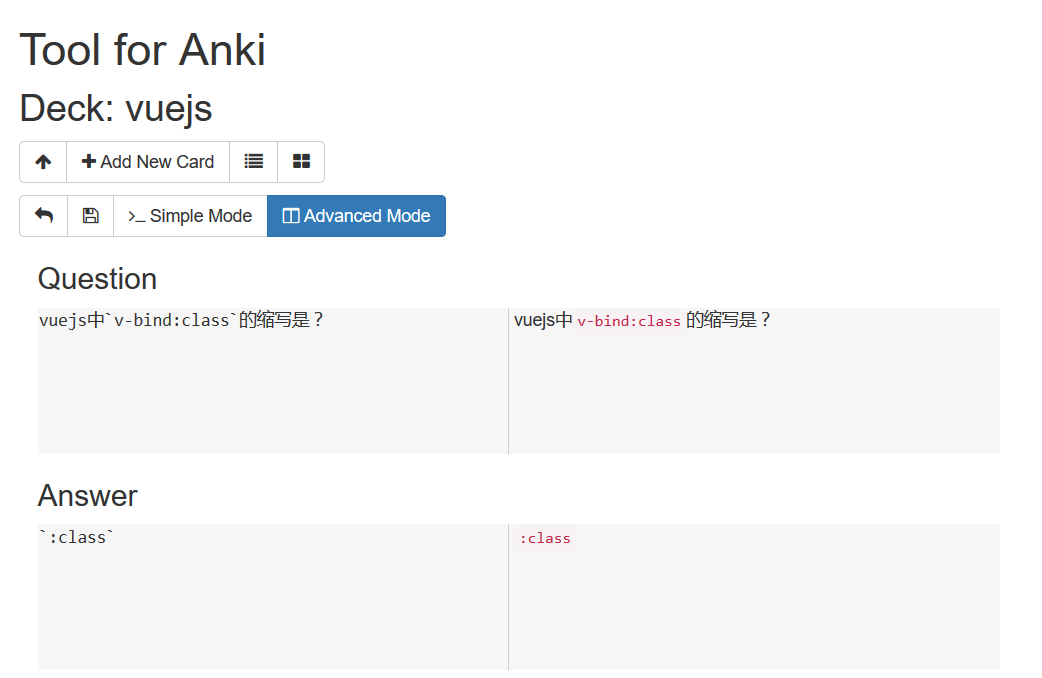 Tool for Anki
Deck: vuejs
Add New Card
Simple Mode
Advanced Mode
Question
vuejs中`v-bind:class`的缩写是？
vuejs中 v-bind:class 的缩写是？
Answer
`:class`
:class